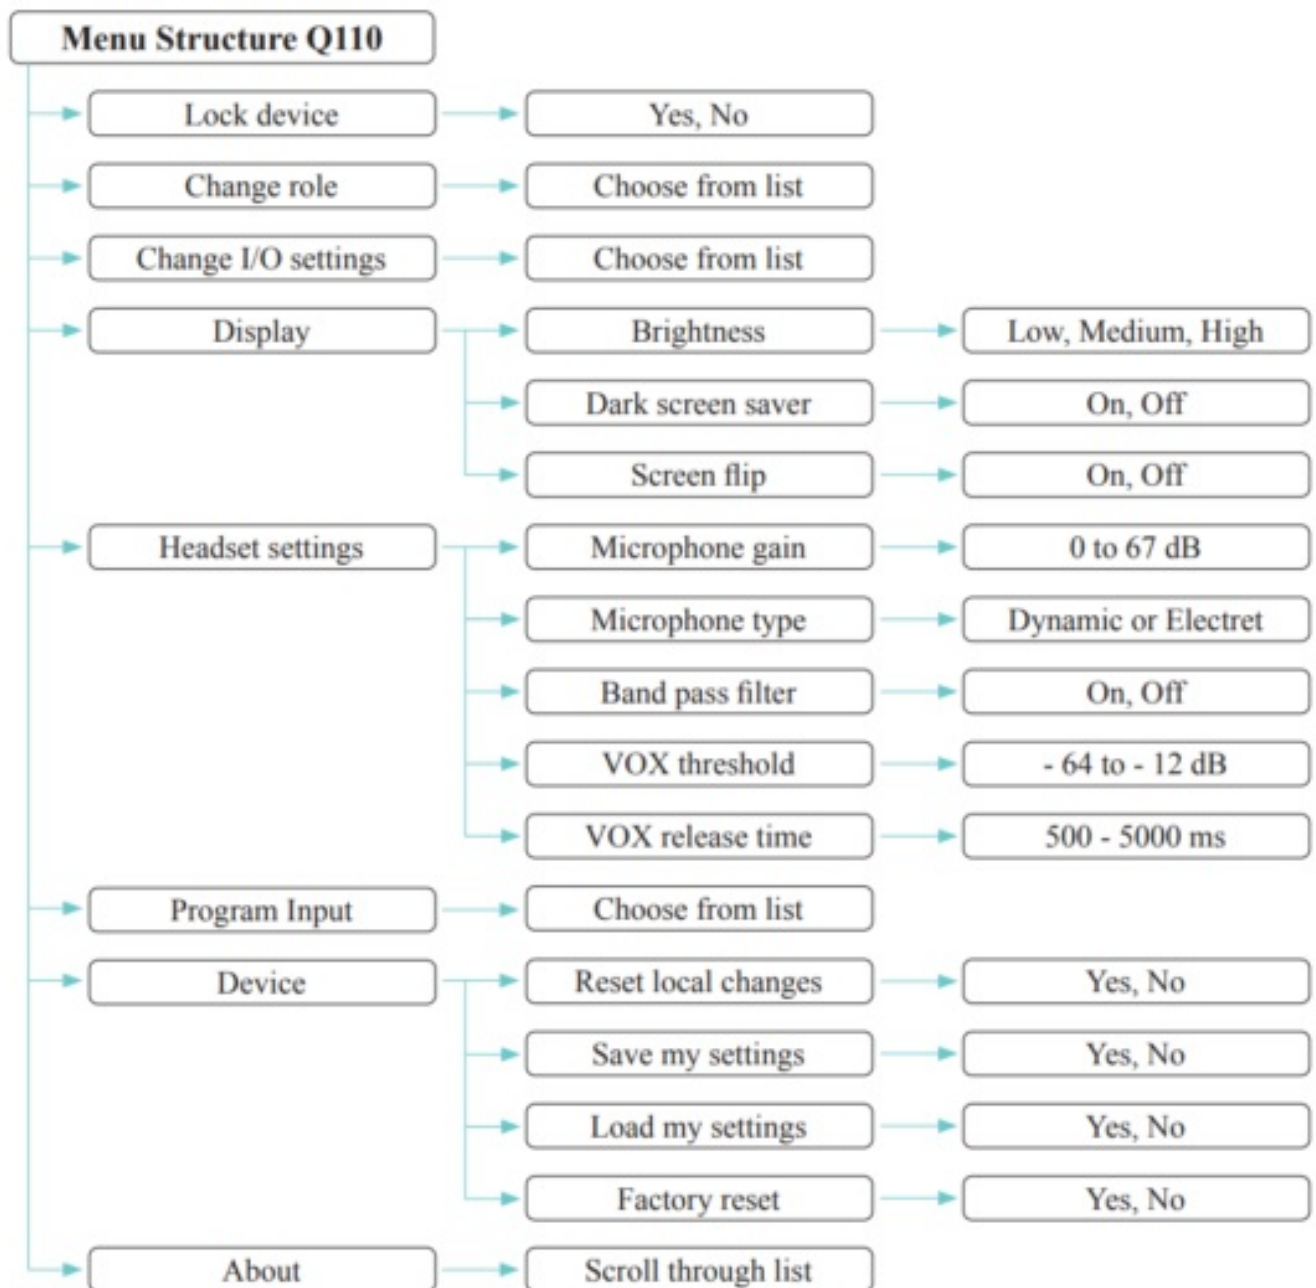 Menu Structure Q110
Lock device
Yes, No
Change role
Choose from list
Change I/O settings
Choose from list
Display
Brightness
Low, Medium, High
Dark screen saver
On, Off
Screen flip
On, Off
Headset settings
Microphone gain
0 to 67 dB
Microphone type
Dynamic or Electret
Band pass filter
On, Off
VOX threshold
- 64 to - 12 dB
VOX release time
500 - 5000 ms
Program Input
Choose from list
Device
Reset local changes
Yes, No
Save my settings
Yes, No
Load my settings
Yes, No
Factory reset
Yes, No
About
Scroll through list